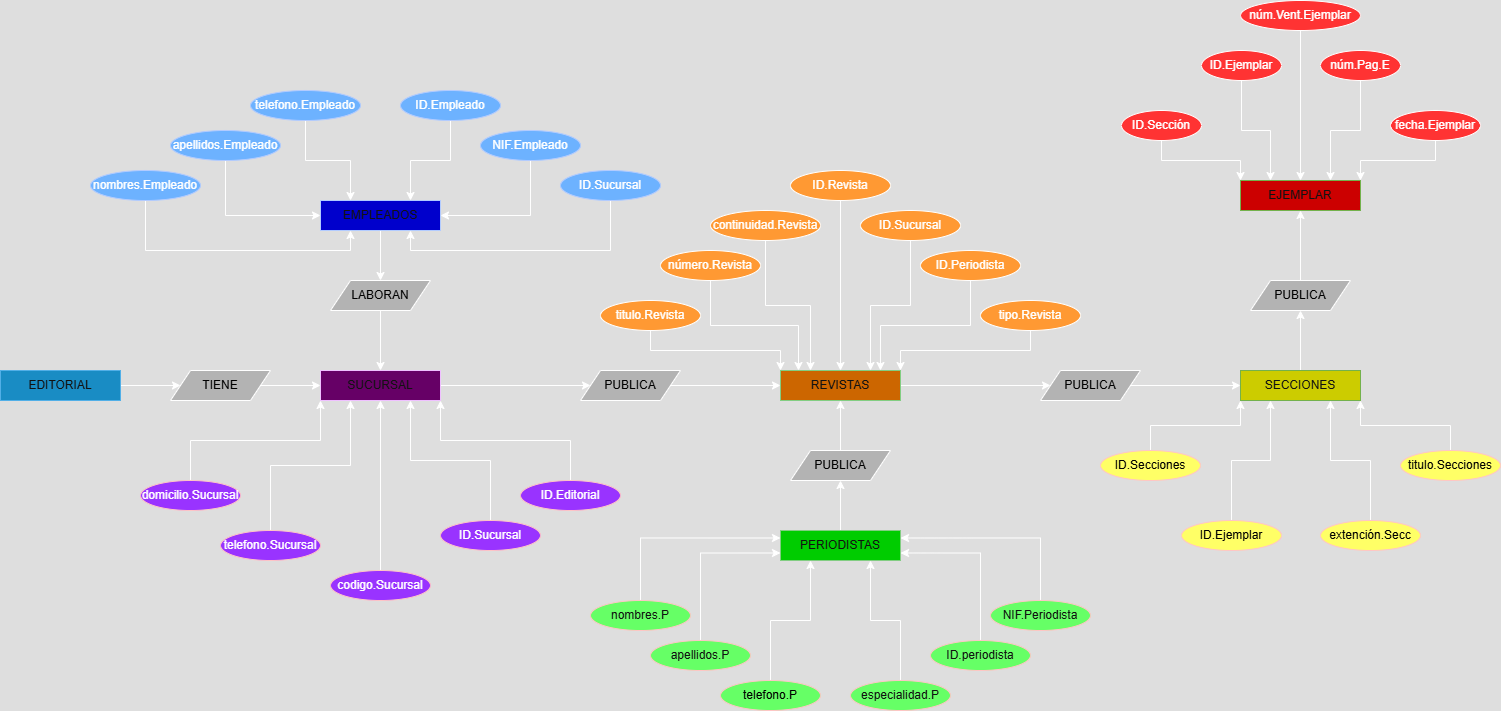 núm.Vent.Ejemplar
ID.Ejemplar
núm.Pag.E
telefono.Empleado
ID.Empleado
ID.Sección
fecha.Ejemplar
apellidos.Empleado
NIF.Empleado
nombres.Empleado
ID.Sucursal
ID.Revista
EJEMPLAR
EMPLEADOS
continuidad.Revista
ID.Sucursal
número.Revista
ID.Periodista
LABORAN
PUBLICA
titulo.Revista
tipo.Revista
EDITORIAL
TIENE
SUCURSAL
PUBLICA
REVISTAS
PUBLICA
SECCIONES
PUBLICA
ID.Secciones
titulo.Secciones
domicilio.Sucursal
ID.Editorial
ID.Sucursal
ID.Ejemplar
extención.Secc
telefono.Sucursal
PERIODISTAS
codigo.Sucursal
nombres.P
NIF.Periodista
apellidos.P
ID.periodista
telefono.P
especialidad.P